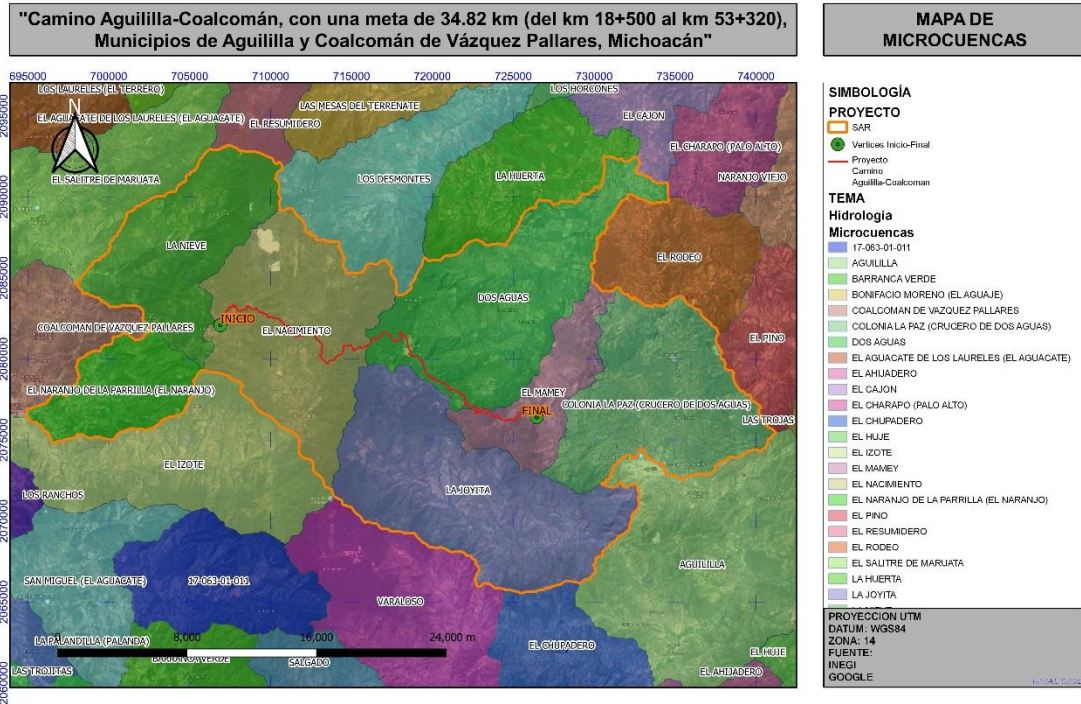 "Camino Aguililla-Coalcomán, con una meta de 34.82 km (del km 18+500 al km 53+320),
Municipios de Aguililla y Coalcomán de Vázquez Pallares, Michoacán"
MAPA DE
MICROCUENCAS
695000 700000 705000 710000 715000 720000 725000 730000 735000 740000
2095000
2090000
2085000
2080000
2075000
2070000
2065000
2060000
N
LOS LAURELES (EL TERRERO)
EL AGUACATE DE LOS LAURELES (EL AGUACATE)
EL RESUMIDERO
LAS MESAS DEL TERRENATE
LOS HORCONES
EL CAJON
EL CHARAPO (PALO ALTO)
NARANJO VIEJO
EL SALITRE DE MARUATA
LOS DESMONTES
LA HUERTA
LA NIEVE
EL RODEO
DOS AGUAS
INICIO
COALCOMAN DE VAZQUEZ PALLARES
EL NACIMIENTO
EL PINO
EL NARANJO DE LA PARRILLA (EL NARANJO)
EL MAMEY
COLONIA LA PAZ (CRUCERO DE DOS AGUAS)
FINAL
LAS TROJAS
EL IZOTE
LA JOYITA
LOS RANCHOS
AGUILILLA
SAN MIGUEL (EL AGUACATE)
17-063-01-011
VARALOSO
EL CHUPADERO
LA PALANDILLA (PALANDA)
0 8,000 16,000 24,000 m
BARRANCA VERDE
SALGADO
LAS TROJITAS
EL HUJE
EL AHIJADERO
SIMBOLOGÍA
PROYECTO
SAR
Vertices Inicio-Final
Proyecto
Camino
Aguililla-Coalcoman
TEMA
Hidrologia
Microcuencas
17-063-01-011
AGUILILLA
BARRANCA VERDE
BONIFACIO MORENO (EL AGUAJE)
COALCOMAN DE VAZQUEZ PALLARES
COLONIA LA PAZ (CRUCERO DE DOS AGUAS)
DOS AGUAS
EL AGUACATE DE LOS LAURELES (EL AGUACATE)
EL AHIJADERO
EL CAJON
EL CHARAPO (PALO ALTO)
EL CHUPADERO
EL HUJE
EL IZOTE
EL MAMEY
EL NACIMIENTO
EL NARANJO DE LA PARRILLA (EL NARANJO)
EL PINO
EL RESUMIDERO
EL RODEO
EL SALITRE DE MARUATA
LA HUERTA
LA JOYITA
PROYECCION UTM
DATUM: WGS84
ZONA: 14
FUENTE:
INEGI
GOOGLE